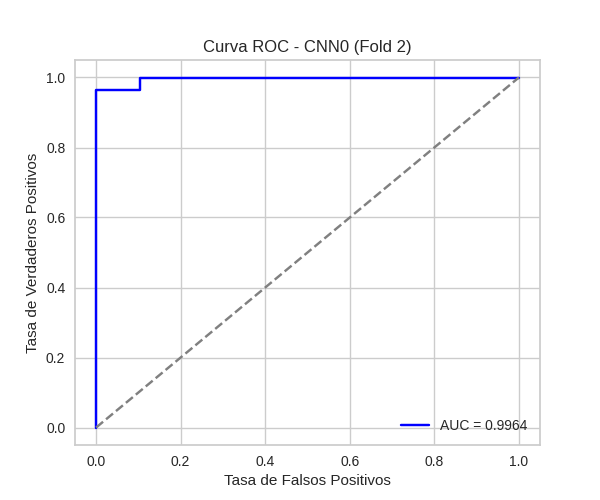 Curva ROC - CNN0 (Fold 2)
Tasa de Verdaderos Positivos
1.0
0.8
0.6
0.4
0.2
0.0
AUC = 0.9964
0.0 0.2 0.4 0.6 0.8 1.0
Tasa de Falsos Positivos